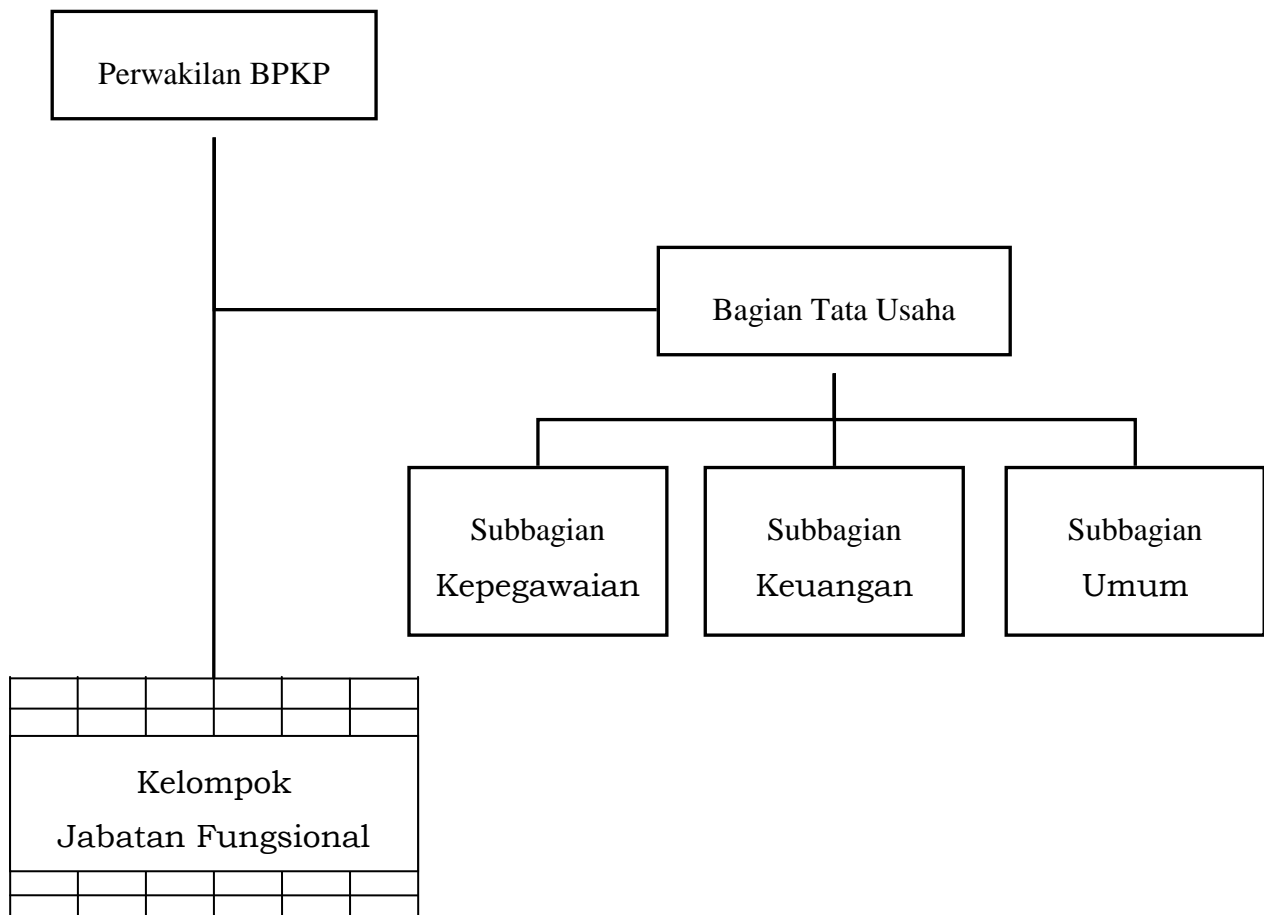 Perwakilan BPKP
Bagian Tata Usaha
Subbagian
Kepegawaian
Subbagian
Keuangan
Subbagian
Umum
Kelompok
Jabatan Fungsional